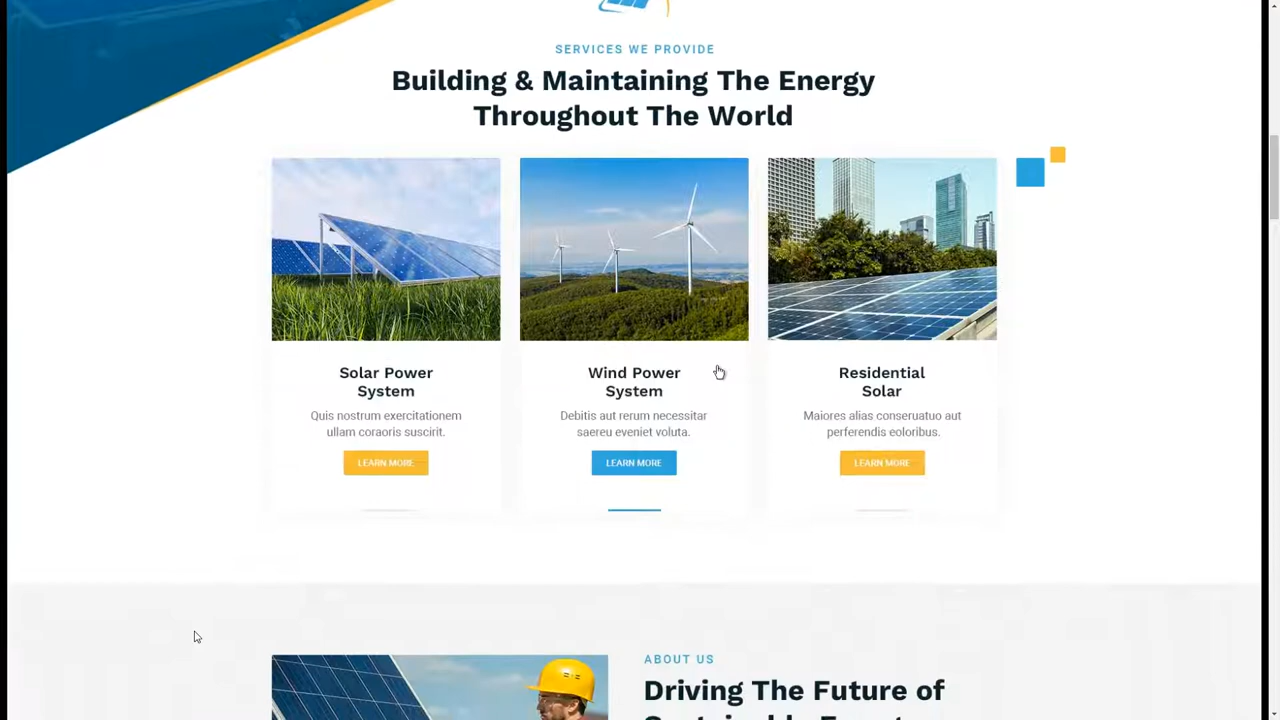 SERVICES WE PROVIDE
Building & Maintaining The Energy
Throughout The World
Solar Power
System
Quis nostrum exercitationem
ullam coraoris suscirit.
LEARN MORE
Wind Power
System
Debitis aut rerum necessitar
saereu eveniet voluta.
LEARN MORE
Residential
Solar
Maiores alias conseruatuo aut
perferendis eoloribus.
LEARN MORE
ABOUT US
Driving The Future of